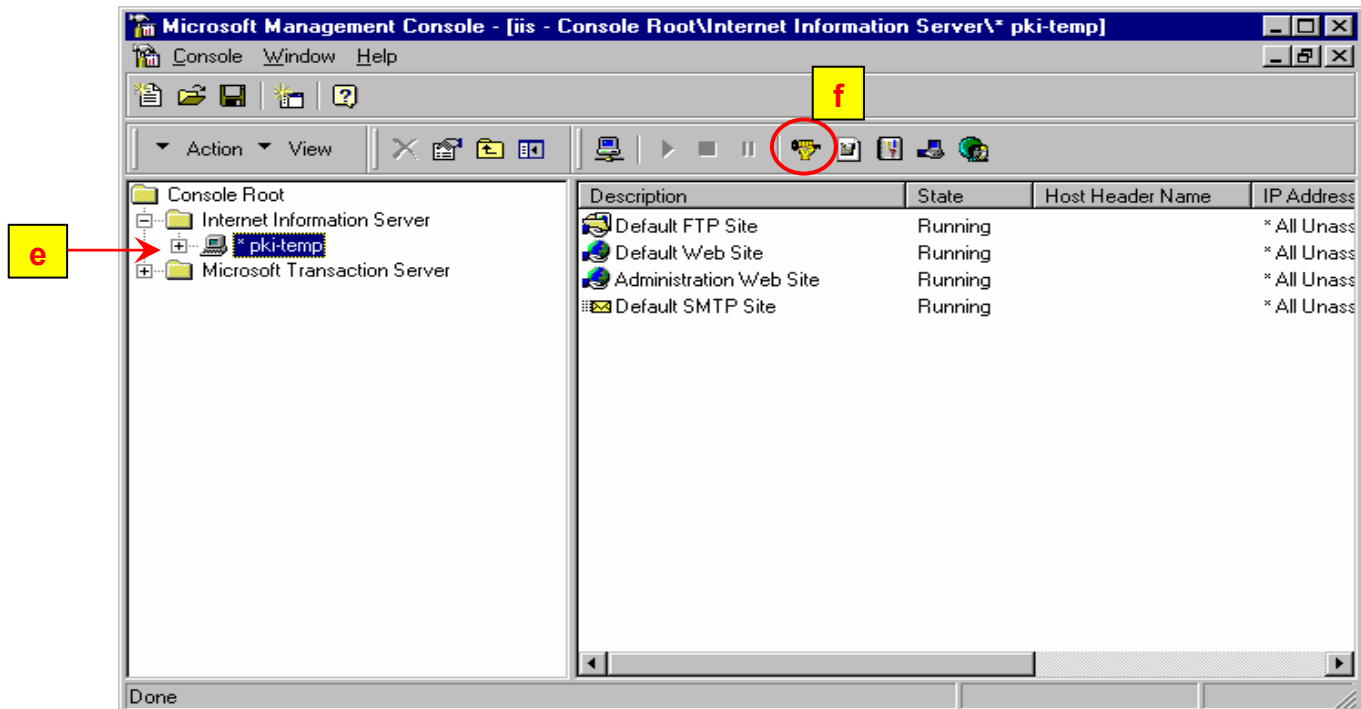 Microsoft Management Console - [iis - Console Root\Internet Information Server\* pki-temp]
Console Window Help
f
Action View
Console Root
Internet Information Server
e
* pki-temp
Microsoft Transaction Server
Description State Host Header Name IP Address
Default FTP Site Running * All Unass
Default Web Site Running * All Unass
Administration Web Site Running * All Unass
Default SMTP Site Running * All Unass
Done